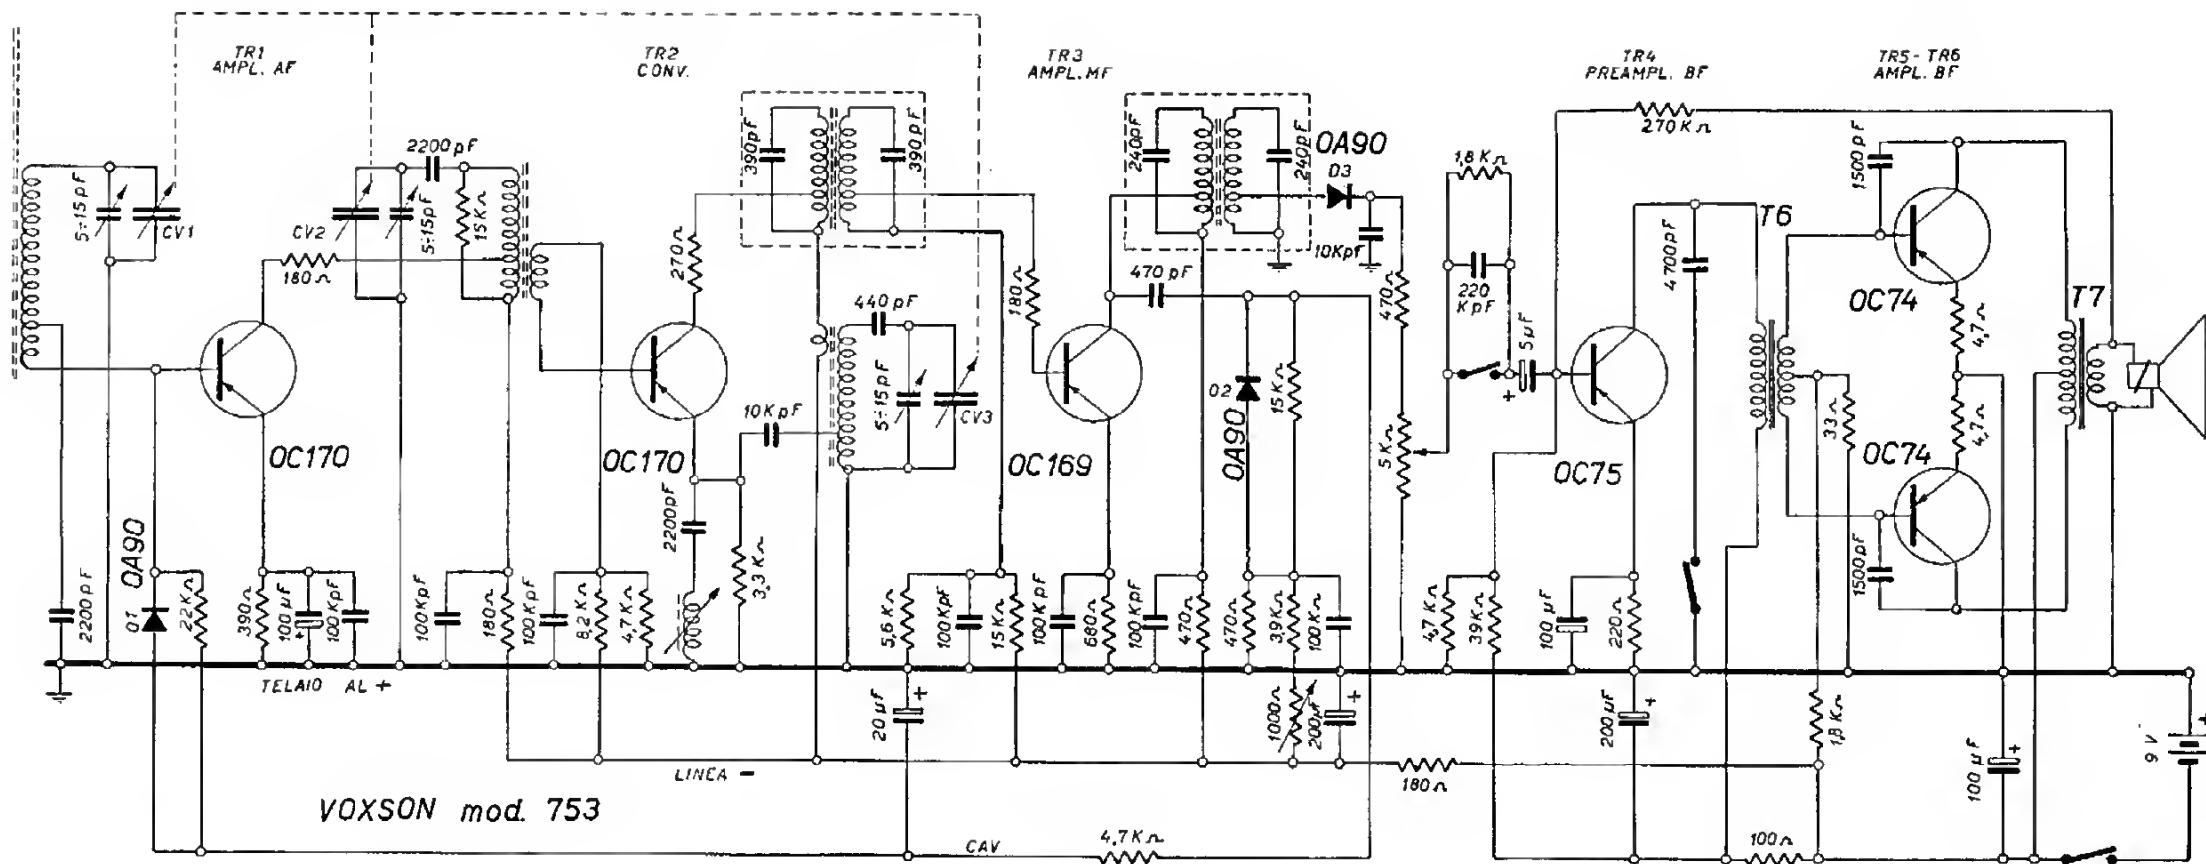 TR1
AMPL. AF
TR2
CONV.
TR3
AMPL. MF
TR4
PREAMPL. BF
TR5 - TR6
AMPL. BF
5÷15pF
CV1
CV2
5÷15pF
2200pF
15KΩ
180Ω
270Ω
390pF
390pF
240pF
240pF
OA90
D3
10Kpf
470Ω
5KΩ
1,8KΩ
220
KpF
5µF
270KΩ
4700pF
T6
1500pF
OC74
4,7Ω
4,7Ω
T7
33Ω
OC74
1500pF
OC170
OC170
10KpF
440pF
5÷15pF
CV3
180Ω
470pF
OC169
D2
OA90
15KΩ
OC75
2200pF
OA90
D1
22KΩ
390Ω
100µF
100KpF
100KpF
180Ω
100KpF
8,2KΩ
4,7KΩ
2200pF
3,3KΩ
5,6KΩ
100KPF
15KΩ
100KPF
680Ω
100KPF
470Ω
470Ω
3,9KΩ
100KΩ
4,7KΩ
39KΩ
100µF
220Ω
TELAIO AL +
20µF
+
1000Ω
200µF
+
200µF
+
1,8KΩ
100µF
+
9V
+
LINEA -
180Ω
VOXSON mod. 753
CAV
4,7KΩ
100Ω